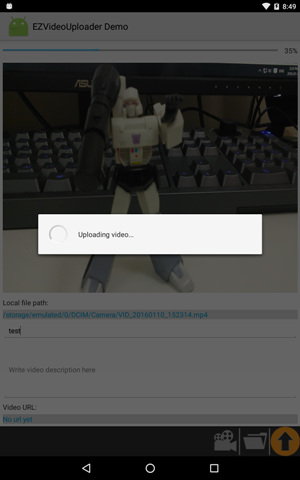 8:49
EZVideoUploader Demo
35%
ASUS
Uploading video...
Local file path:
/storage/emulated/0/DCIM/Camera/VID_20160110_152314.mp4
test
Write video description here
Video URL:
No url yet